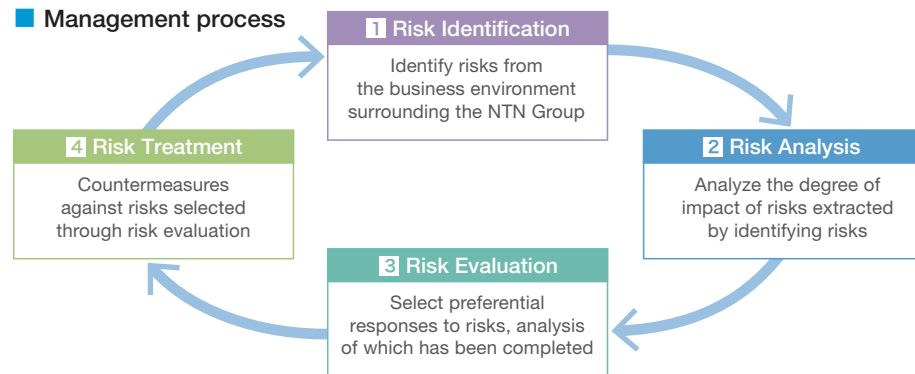 Management process
1 Risk Identification
Identify risks from
the business environment
surrounding the NTN Group
2 Risk Analysis
Analyze the degree of
impact of risks extracted
by identifying risks
3 Risk Evaluation
Select preferential
responses to risks, analysis
of which has been completed
4 Risk Treatment
Countermeasures
against risks selected
through risk evaluation